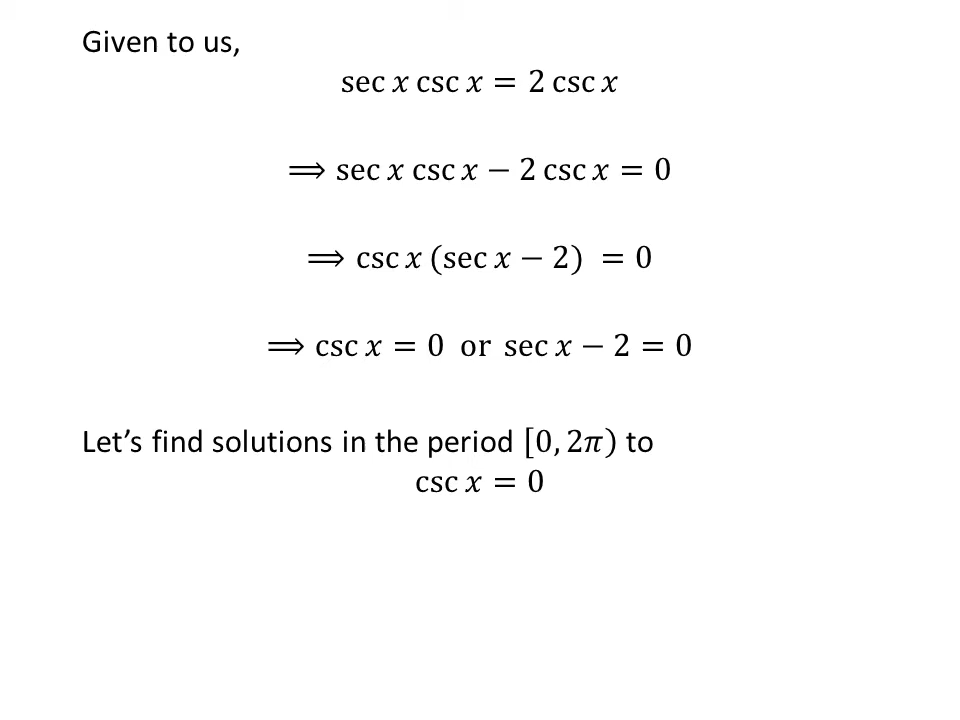 Given to us,
sec 𝑥 csc 𝑥 = 2 csc 𝑥
⟹ sec 𝑥 csc 𝑥 − 2 csc 𝑥 = 0
⟹ csc 𝑥 (sec 𝑥 − 2) = 0
⟹ csc 𝑥 = 0 or sec 𝑥 − 2 = 0
Let’s find solutions in the period [0, 2𝜋) to
csc 𝑥 = 0